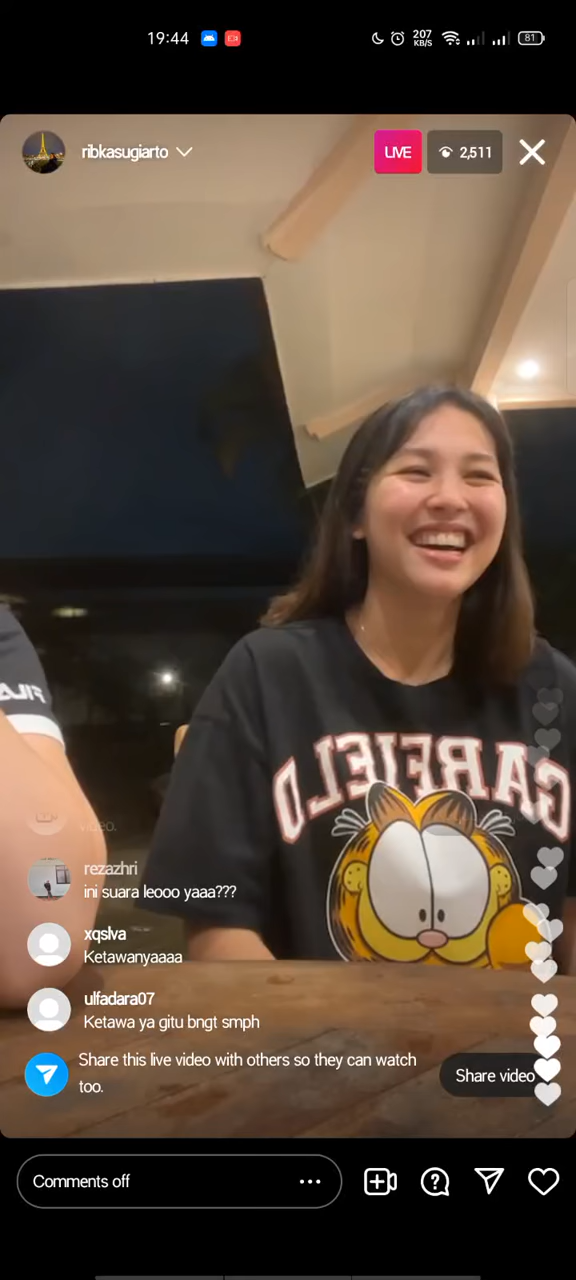 19:44
207
KB/S
81
ribkasugiarto
LIVE
2,511
FILA
GARFIELD
video.
rezazhri
ini suara leooo yaaa???
xqslva
Ketawanyaaaa
ulfadara07
Ketawa ya gitu bngt smph
Share this live video with others so they can watch
too.
Share video
Comments off